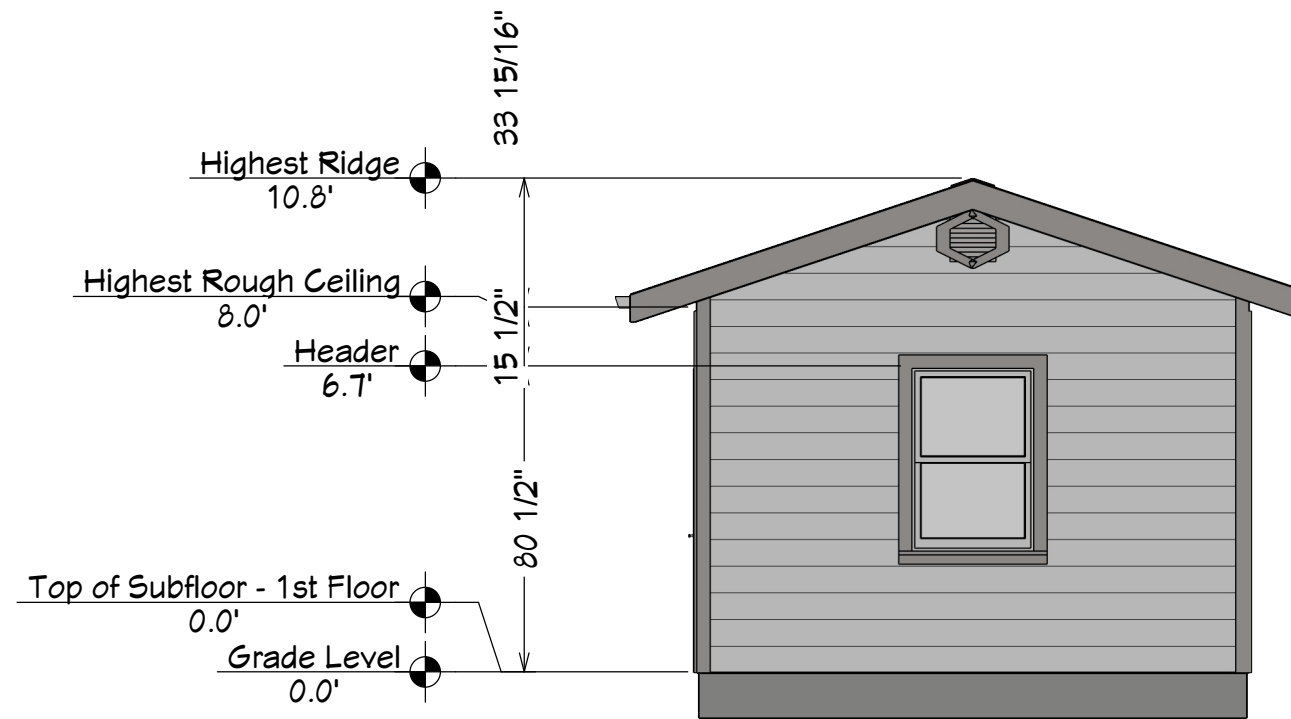 33 15/16"
Highest Ridge
10.8'
Highest Rough Ceiling
8.0'
15 1/2"
Header
6.7'
80 1/2"
Top of Subfloor - 1st Floor
0.0'
Grade Level
0.0'